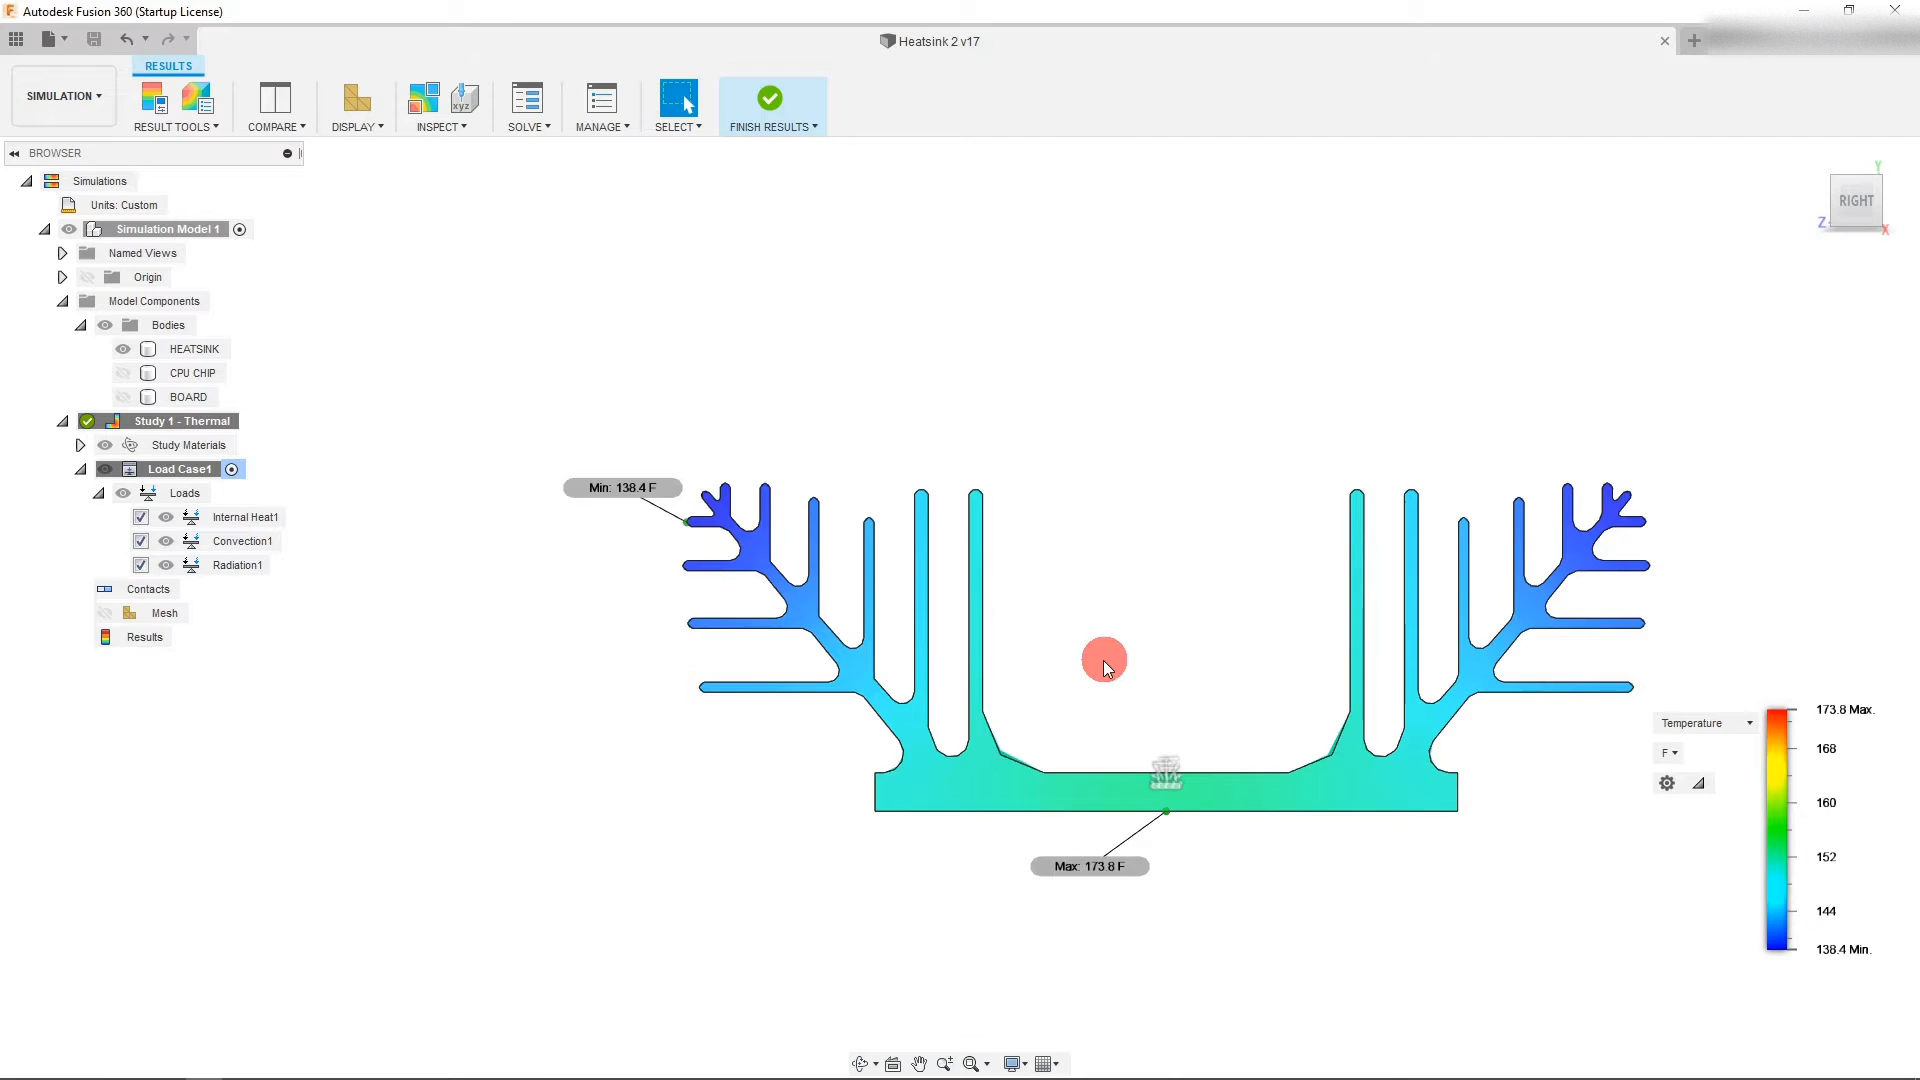 Autodesk Fusion 360 (Startup License)
Heatsink 2 v17
RESULTS
SIMULATION
RESULT TOOLS
COMPARE
DISPLAY
INSPECT
SOLVE
MANAGE
SELECT
FINISH RESULTS
xyz
BROWSER
Simulations
Units: Custom
Simulation Model 1
Named Views
Origin
Model Components
Bodies
HEATSINK
CPU CHIP
BOARD
Study 1 - Thermal
Study Materials
Load Case1
Loads
Internal Heat1
Convection1
Radiation1
Contacts
Mesh
Results
Y
RIGHT
Z
X
Min: 138.4 F
Max: 173.8 F
Temperature
F
173.8 Max.
168
160
152
144
138.4 Min.